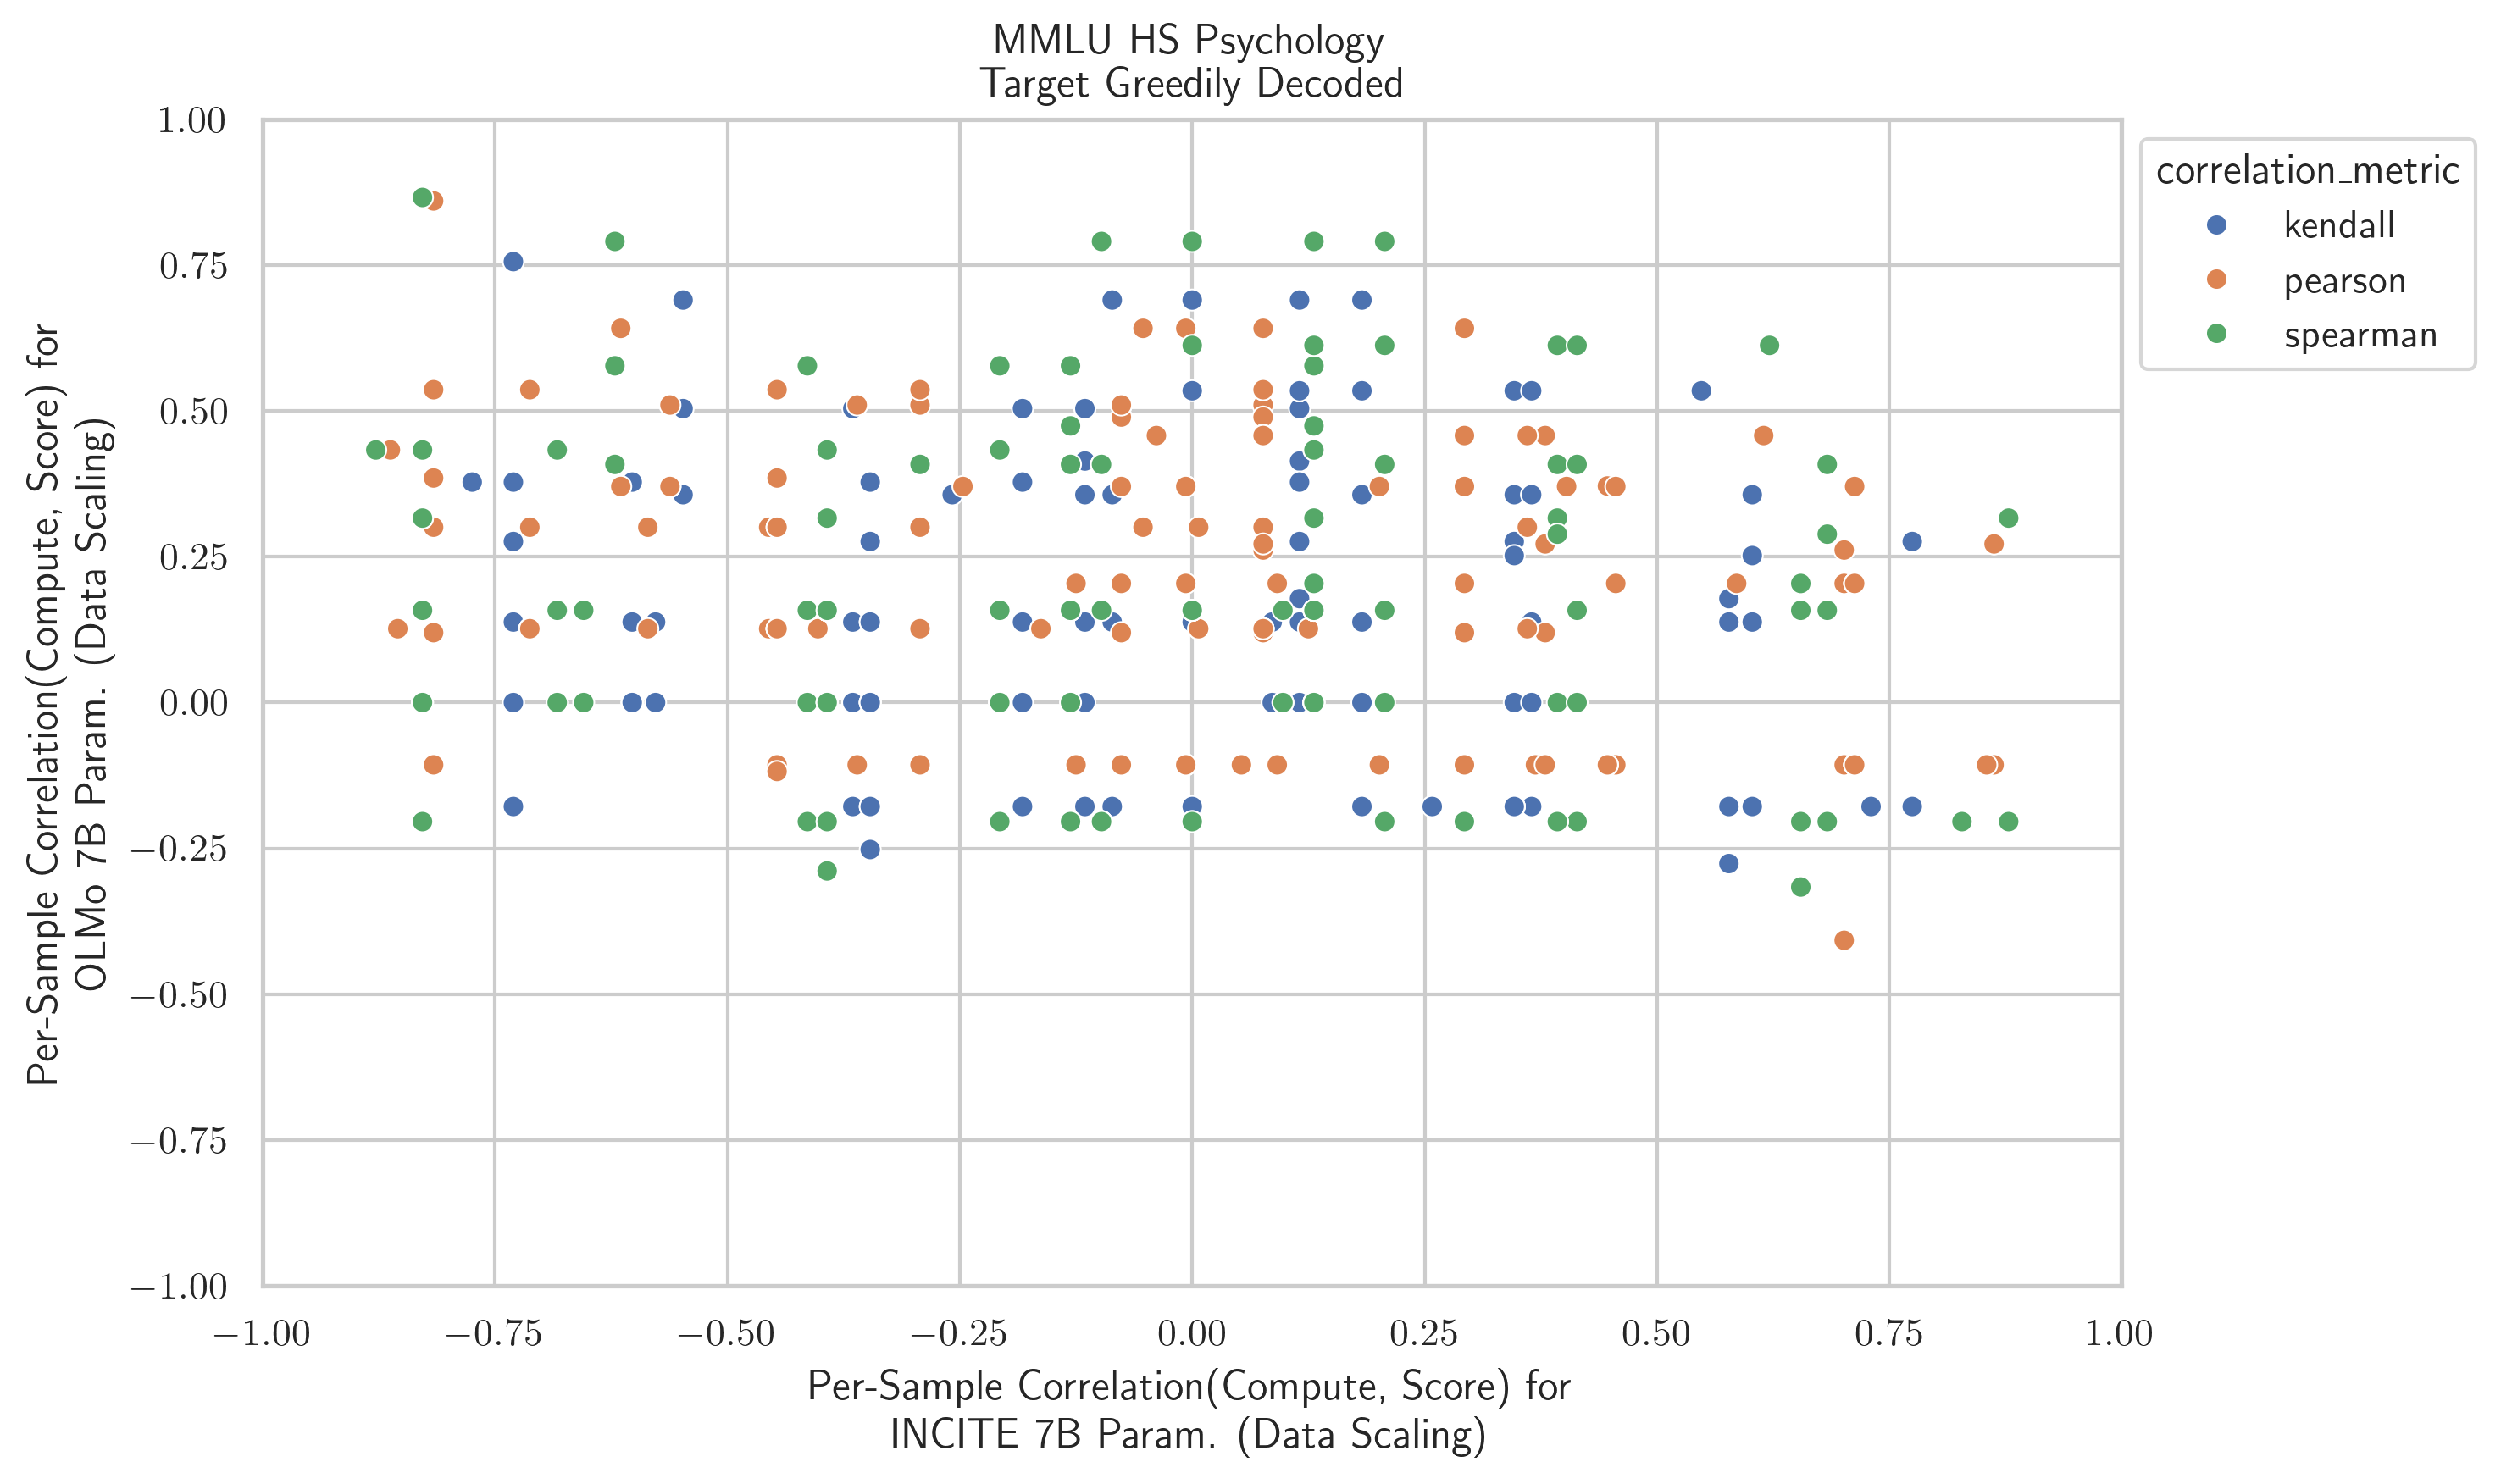 MMLU HS Psychology
Target Greedily Decoded
Per-Sample Correlation(Compute, Score) for
OLMo 7B Param. (Data Scaling)
1.00
0.75
0.50
0.25
0.00
−0.25
−0.50
−0.75
−1.00
−1.00
−0.75
−0.50
−0.25
0.00
0.25
0.50
0.75
1.00
Per-Sample Correlation(Compute, Score) for
INCITE 7B Param. (Data Scaling)
correlation_metric
kendall
pearson
spearman